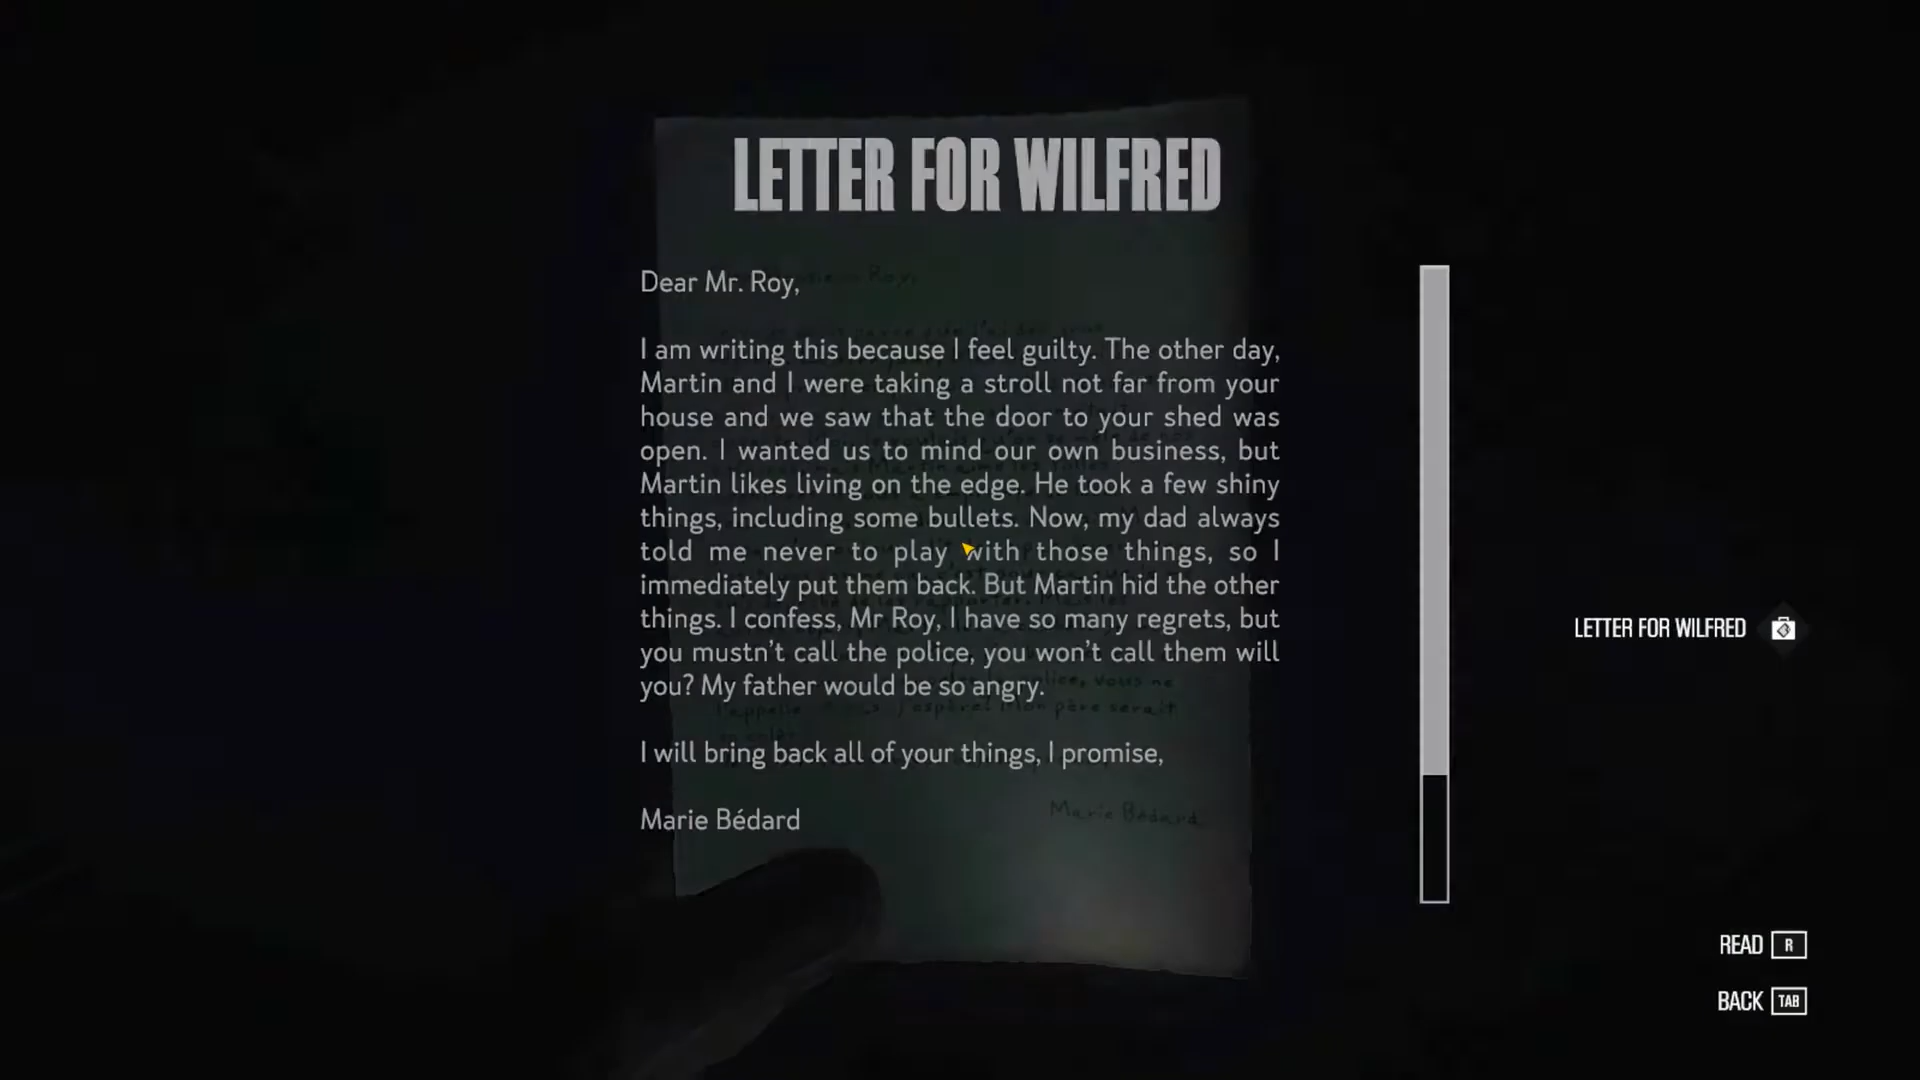 LETTER FOR WILFRED
Dear Mr. Roy,
I am writing this because I feel guilty. The other day,
Martin and I were taking a stroll not far from your
house and we saw that the door to your shed was
open. I wanted us to mind our own business, but
Martin likes living on the edge. He took a few shiny
things, including some bullets. Now, my dad always
told me never to play with those things, so I
immediately put them back. But Martin hid the other
things. I confess, Mr Roy, I have so many regrets, but
you mustn't call the police, you won't call them will
you? My father would be so angry.
I will bring back all of your things, I promise,
Marie Bédard
Marie Bédard
LETTER FOR WILFRED
READ R
BACK TAB